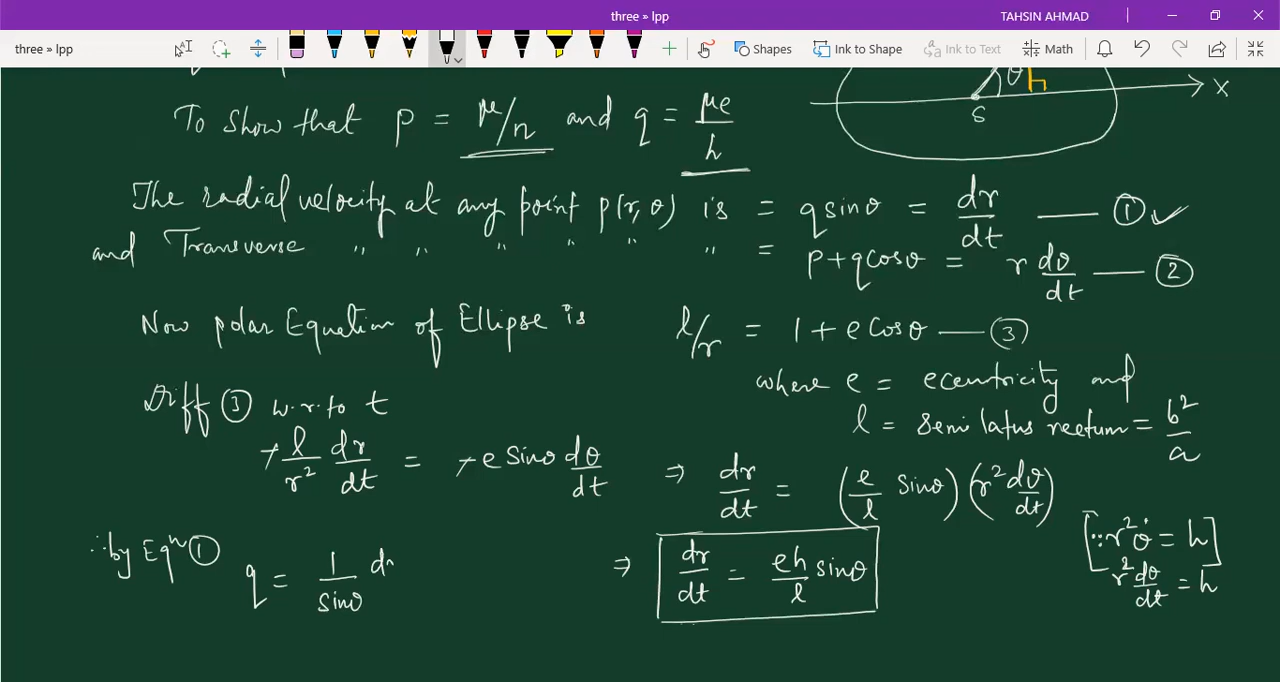 three » lpp
TAHSIN AHMAD
three » lpp
Shapes
Ink to Shape
Ink to Text
Math
θ h
x
S
To show that p = μ/n and q = μe/h
The radial velocity at any point p(r, θ) is = q sinθ = dr/dt —— ① ✓
and Transverse " " " " " " = p + q cosθ = r dθ/dt —— ②
Now polar Equation of Ellipse is l/r = 1 + e Cosθ —— ③
where e = ecentricity and
Diff ③ w.r.to t
l = semi latus rectum = b²/a
-l/r² dr/dt = -e Sinθ dθ/dt ⇒ dr/dt = (e/l Sinθ)(r² dθ/dt)
[∵ r² θ̇ = h]
r² dθ/dt = h
⇒ dr/dt = eh/l sinθ
∴ by Eqⁿ ①
q = 1/sinθ d